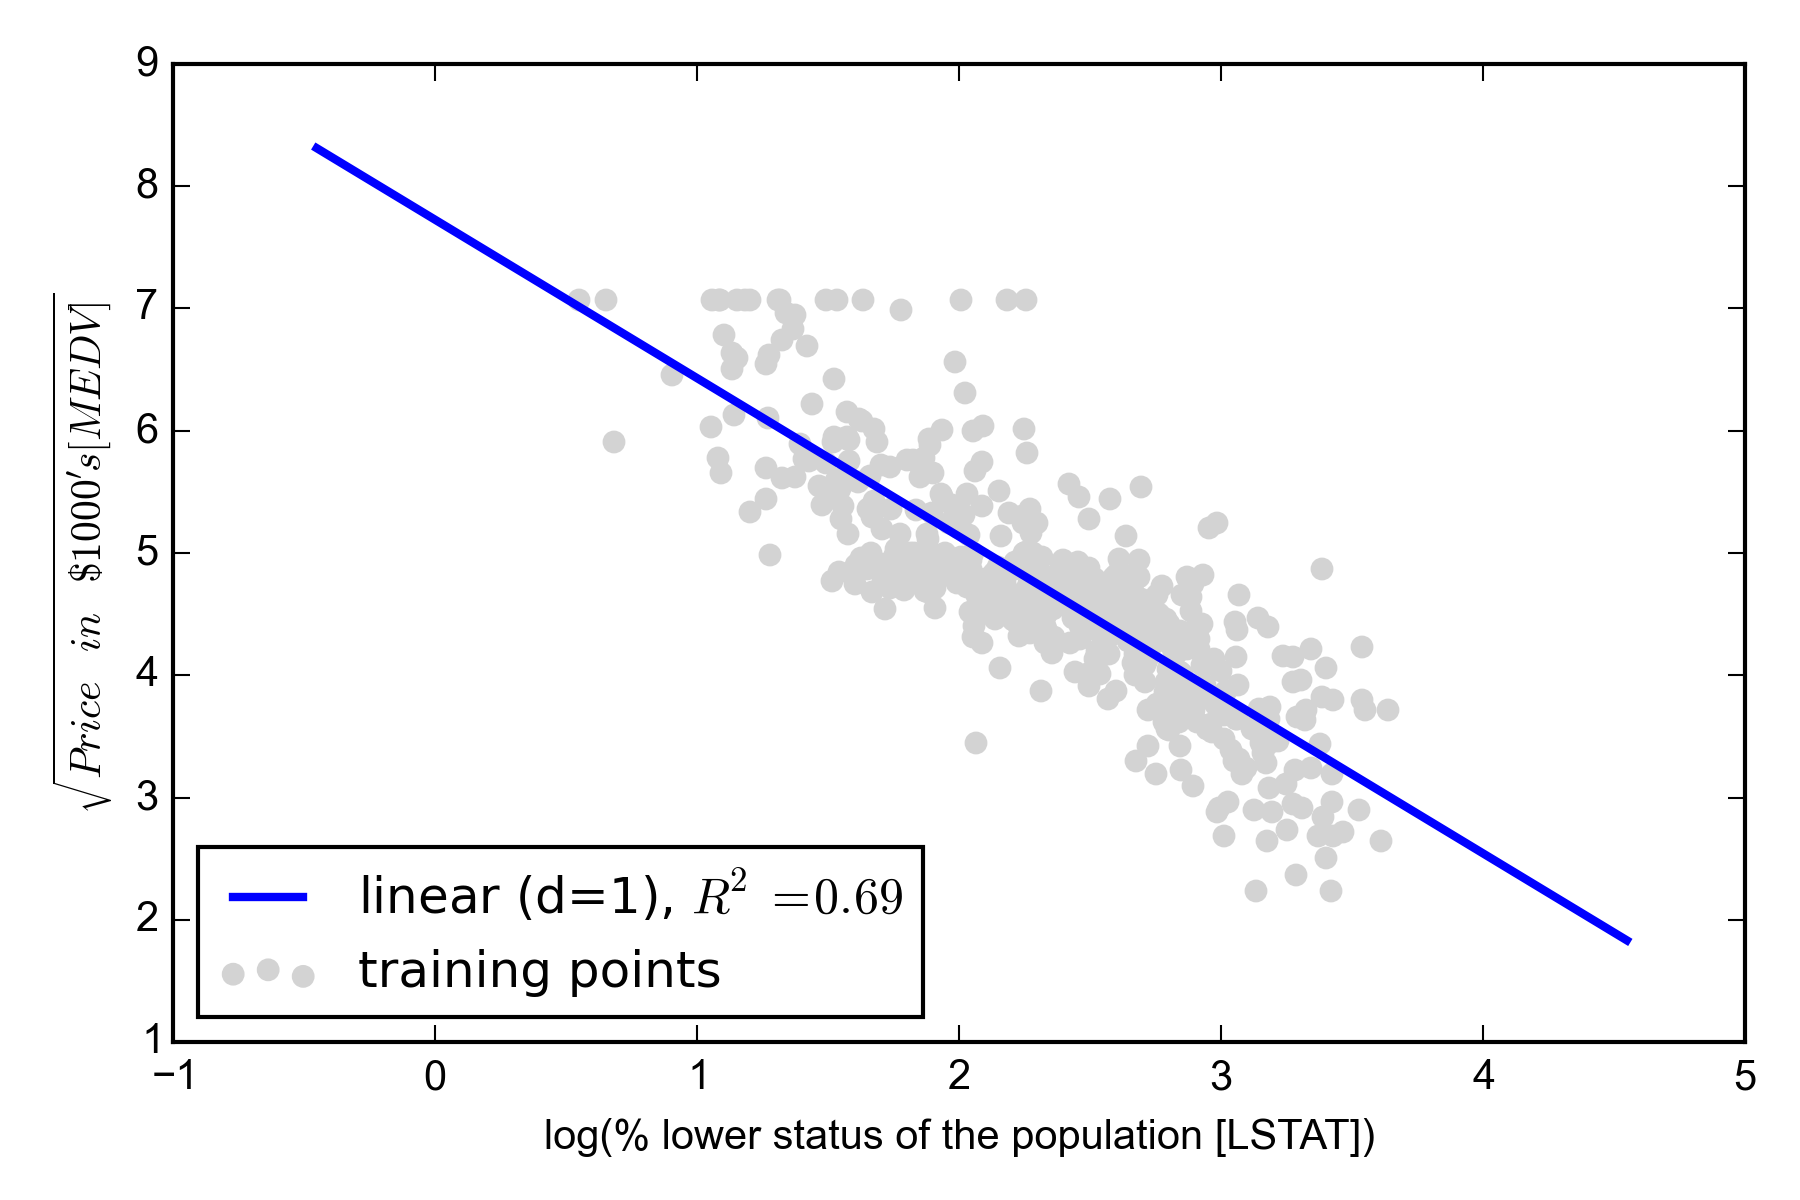 9
8
7
6
5
4
3
2
1
−1 0 1 2 3 4 5
√Price in $1000's[MEDV]
log(% lower status of the population [LSTAT])
linear (d=1), R² =0.69
training points